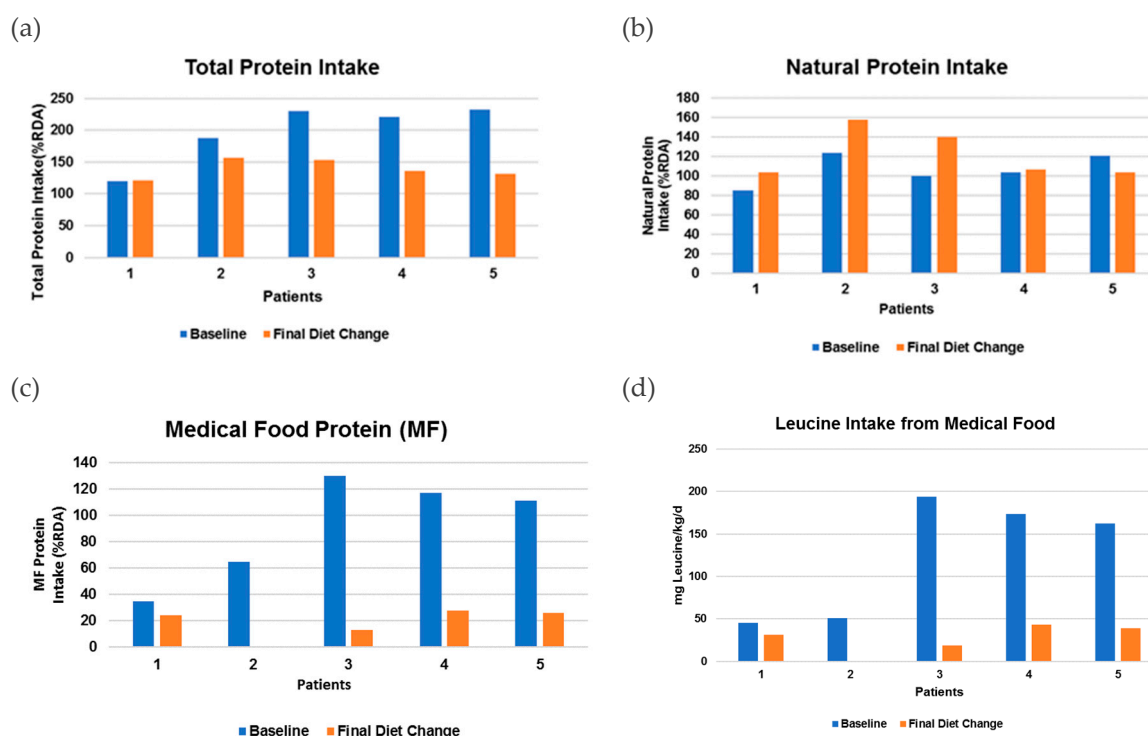 (a)
Total Protein Intake
Total Protein Intake(%RDA)
250
200
150
100
50
0
1 2 3 4 5
Patients
Baseline Final Diet Change
(b)
Natural Protein Intake
Natural Protein
Intake (%RDA)
180
160
140
120
100
80
60
40
20
0
1 2 3 4 5
Patients
Baseline Final Diet Change
(c)
Medical Food Protein (MF)
MF Protein
Intake (%RDA)
140
120
100
80
60
40
20
0
1 2 3 4 5
Patients
Baseline Final Diet Change
(d)
Leucine Intake from Medical Food
mg Leucine/kg/d
250
200
150
100
50
0
1 2 3 4 5
Patients
Baseline Final Diet Change